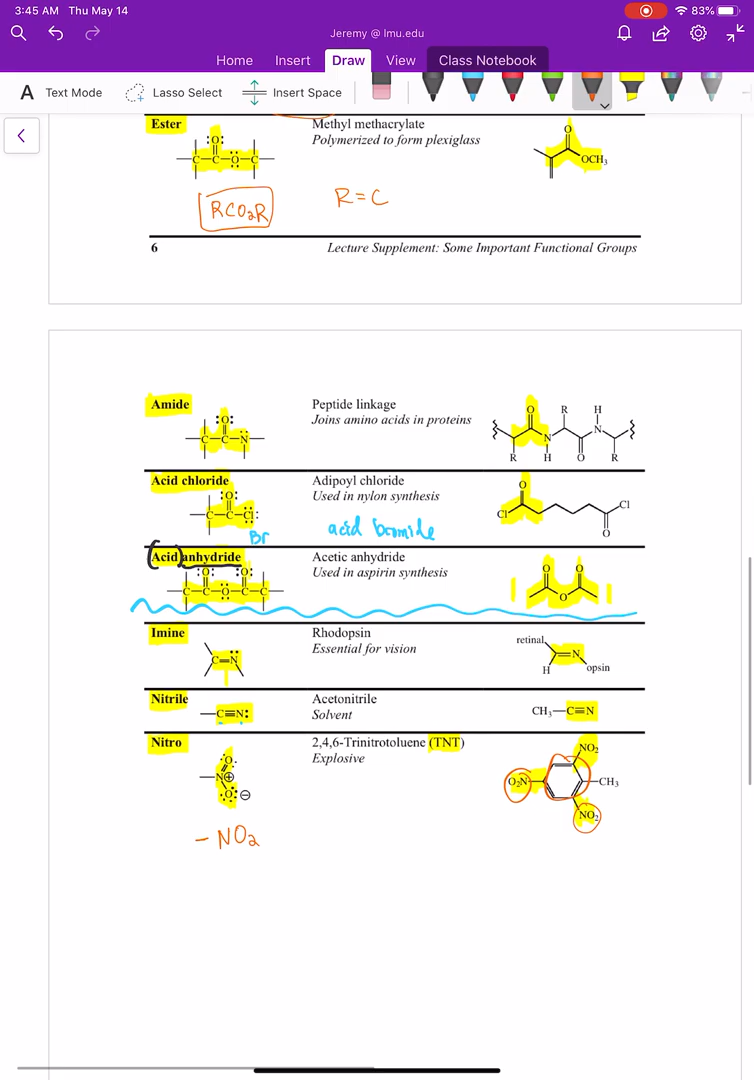 3:45 AM Thu May 14
83%
Jeremy @ lmu.edu
Home Insert Draw View Class Notebook
A Text Mode Lasso Select Insert Space
Ester
Methyl methacrylate
Polymerized to form plexiglass
:O:
—C—C—O—C—
O
OCH₃
RCO₂R
R=C
6
Lecture Supplement: Some Important Functional Groups
Amide
Peptide linkage
Joins amino acids in proteins
:O:
—C—C—N—
O R H
N N
R H O R
Acid chloride
Adipoyl chloride
Used in nylon synthesis
:O:
—C—C—Cl:
Br
acid bromide
O
Cl Cl
O
(Acid) anhydride
Acetic anhydride
Used in aspirin synthesis
:O: :O:
—C—C—O—C—C—
O O
O
Imine
Rhodopsin
Essential for vision
C=N
retinal
N
H opsin
Nitrile
Acetonitrile
Solvent
—C≡N:
CH₃—C≡N
Nitro
2,4,6-Trinitrotoluene (TNT)
Explosive
O
—N⊕
:O: ⊖
NO₂
O₂N CH₃
NO₂
–NO₂